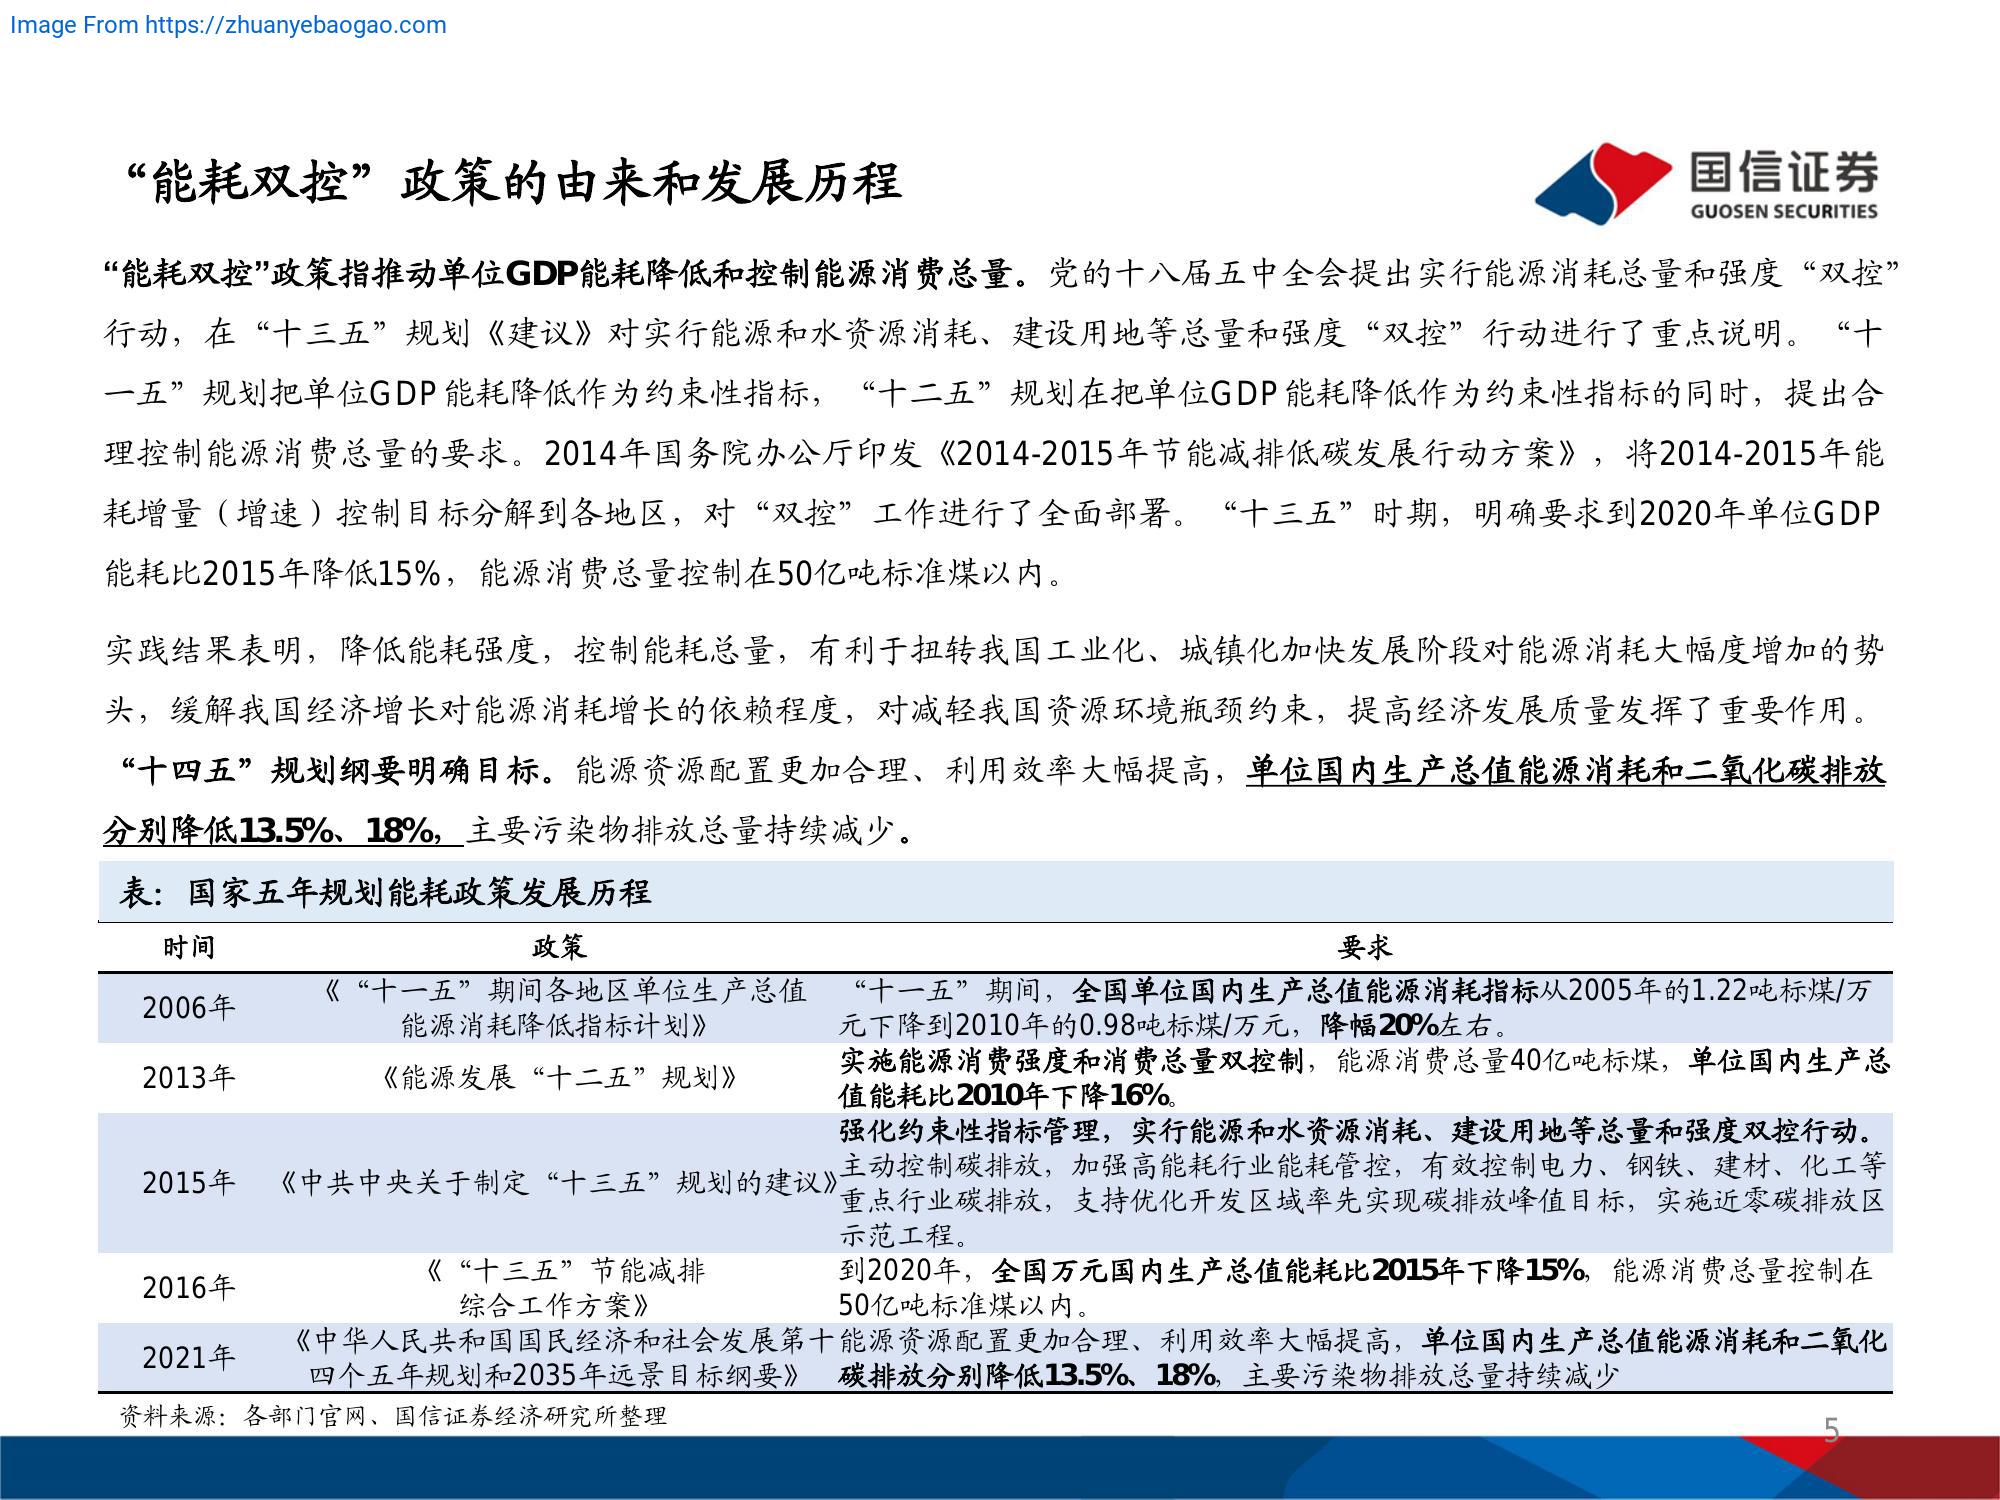 Image From https://zhuanyebaogao.com
“能耗双控”政策的由来和发展历程
国信证券
GUOSEN SECURITIES
“能耗双控”政策指推动单位GDP能耗降低和控制能源消费总量。党的十八届五中全会提出实行能源消耗总量和强度“双控”
行动，在“十三五”规划《建议》对实行能源和水资源消耗、建设用地等总量和强度“双控”行动进行了重点说明。“十
一五”规划把单位GDP能耗降低作为约束性指标，“十二五”规划在把单位GDP能耗降低作为约束性指标的同时，提出合
理控制能源消费总量的要求。2014年国务院办公厅印发《2014-2015年节能减排低碳发展行动方案》，将2014-2015年能
耗增量（增速）控制目标分解到各地区，对“双控”工作进行了全面部署。“十三五”时期，明确要求到2020年单位GDP
能耗比2015年降低15%，能源消费总量控制在50亿吨标准煤以内。
实践结果表明，降低能耗强度，控制能耗总量，有利于扭转我国工业化、城镇化加快发展阶段对能源消耗大幅度增加的势
头，缓解我国经济增长对能源消耗增长的依赖程度，对减轻我国资源环境瓶颈约束，提高经济发展质量发挥了重要作用。
“十四五”规划纲要明确目标。能源资源配置更加合理、利用效率大幅提高，单位国内生产总值能源消耗和二氧化碳排放
分别降低13.5%、18%，主要污染物排放总量持续减少。
表：国家五年规划能耗政策发展历程
时间 政策 要求
2006年
《“十一五”期间各地区单位生产总值
能源消耗降低指标计划》
“十一五”期间，全国单位国内生产总值能源消耗指标从2005年的1.22吨标煤/万
元下降到2010年的0.98吨标煤/万元，降幅20%左右。
2013年
《能源发展“十二五”规划》
实施能源消费强度和消费总量双控制，能源消费总量40亿吨标煤，单位国内生产总
值能耗比2010年下降16%。
2015年
《中共中央关于制定“十三五”规划的建议》
强化约束性指标管理，实行能源和水资源消耗、建设用地等总量和强度双控行动。
主动控制碳排放，加强高能耗行业能耗管控，有效控制电力、钢铁、建材、化工等
重点行业碳排放，支持优化开发区域率先实现碳排放峰值目标，实施近零碳排放区
示范工程。
2016年
《“十三五”节能减排
综合工作方案》
到2020年，全国万元国内生产总值能耗比2015年下降15%，能源消费总量控制在
50亿吨标准煤以内。
2021年
《中华人民共和国国民经济和社会发展第十
四个五年规划和2035年远景目标纲要》
能源资源配置更加合理、利用效率大幅提高，单位国内生产总值能源消耗和二氧化
碳排放分别降低13.5%、18%，主要污染物排放总量持续减少
资料来源：各部门官网、国信证券经济研究所整理
5